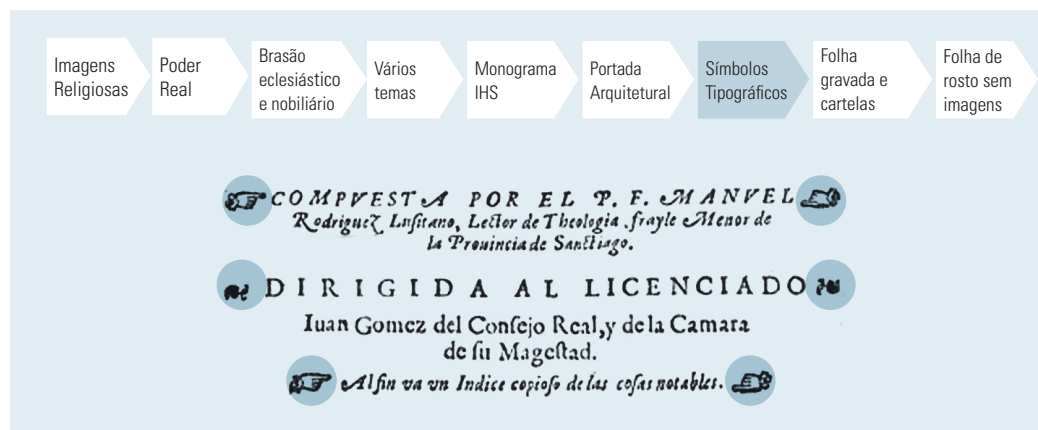 Imagens
Religiosas
Poder
Real
Brasão
eclesiástico
e nobiliário
Vários
temas
Monograma
IHS
Portada
Arquitetural
Símbolos
Tipográficos
Folha
gravada e
cartelas
Folha de
rosto sem
imagens
COMPVESTA POR EL P. F. MANVEL
Rodriguez Lusitano, Lector de Theologia, frayle Menor de
la Prouincia de Sanctiago.
DIRIGIDA AL LICENCIADO
Iuan Gomez del Consejo Real, y de la Camara
de su Magestad.
Al fin va vn Indice copioso de las cosas notables.